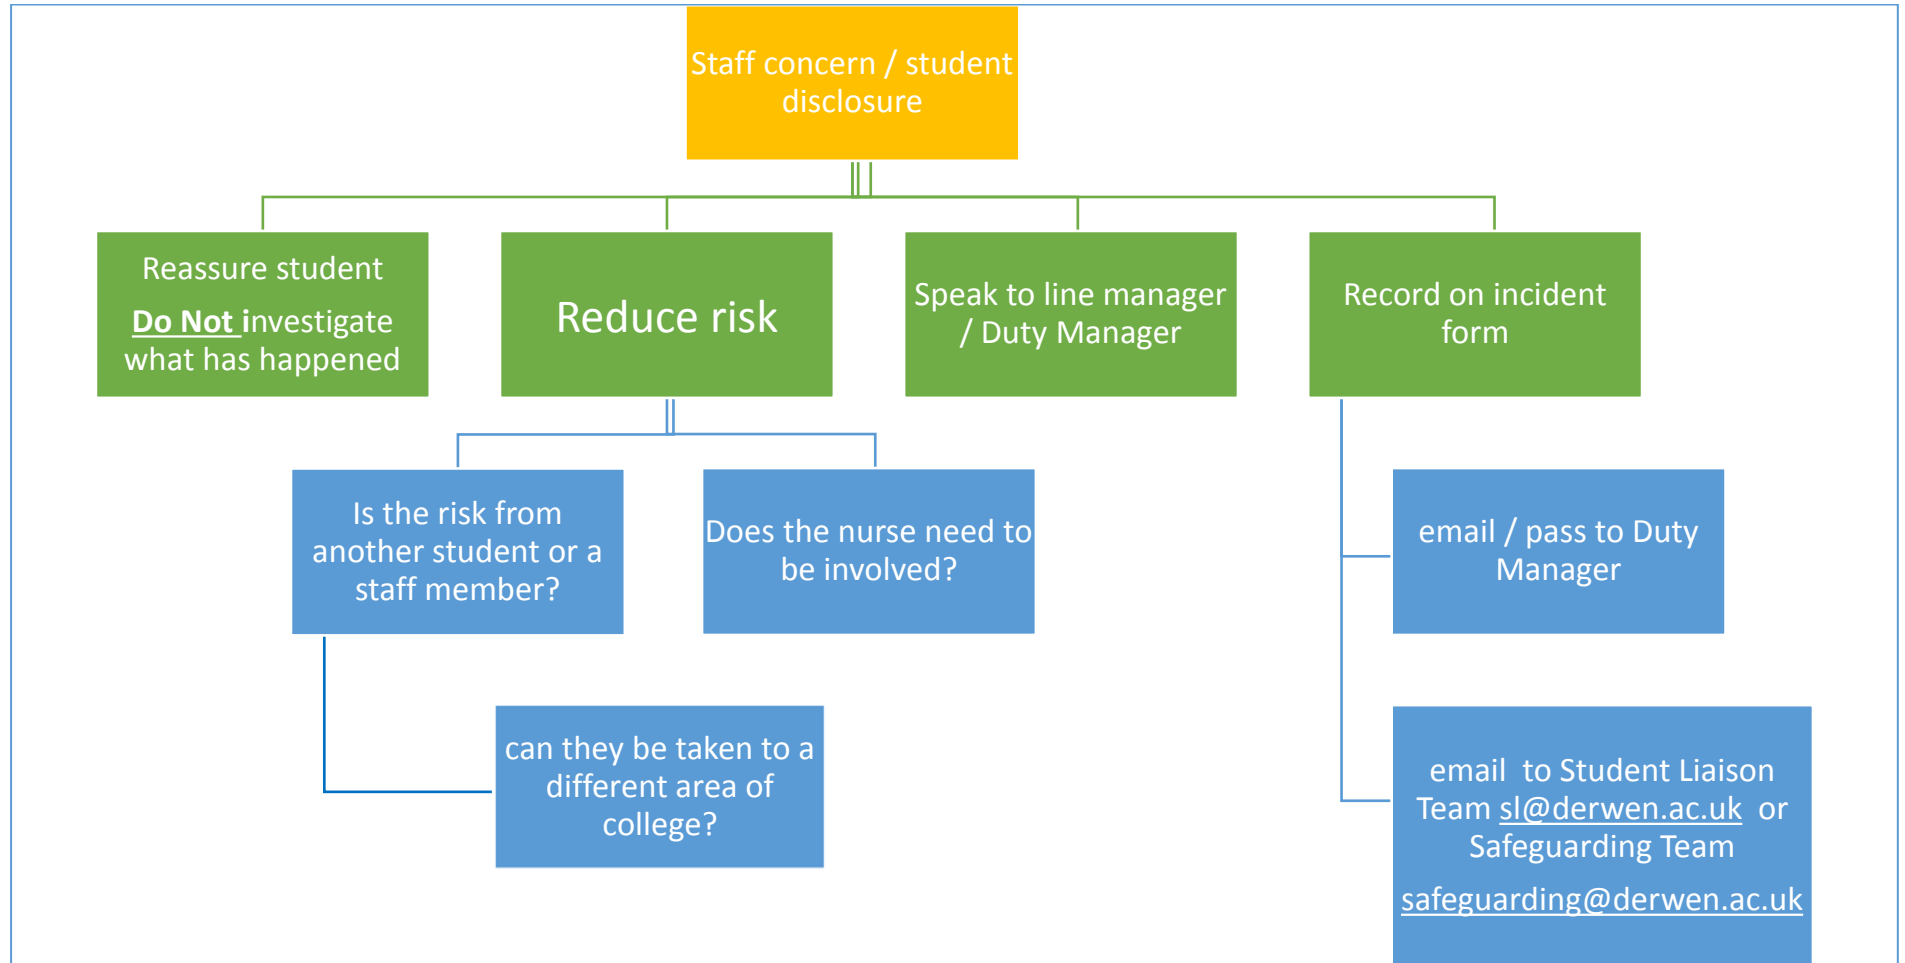 Staff concern / student
disclosure
Reassure student
Do Not investigate
what has happened
Reduce risk
Speak to line manager
/ Duty Manager
Record on incident
form
Is the risk from
another student or a
staff member?
Does the nurse need to
be involved?
email / pass to Duty
Manager
can they be taken to a
different area of
college?
email  to Student Liaison
Team sl@derwen.ac.uk  or
Safeguarding Team
safeguarding@derwen.ac.uk